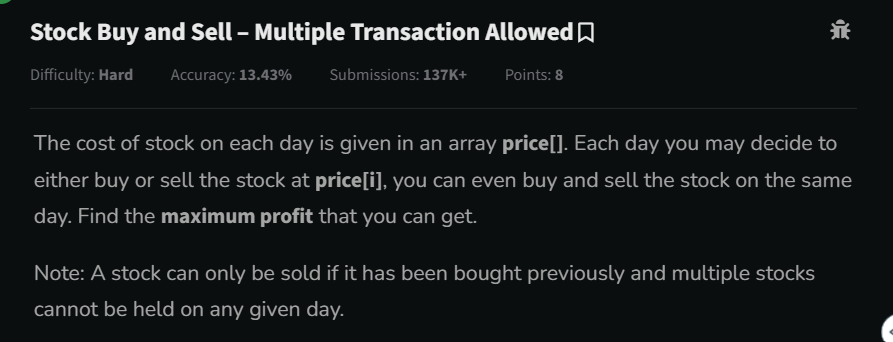 Stock Buy and Sell – Multiple Transaction Allowed
Difficulty: Hard Accuracy: 13.43% Submissions: 137K+ Points: 8
The cost of stock on each day is given in an array price[]. Each day you may decide to
either buy or sell the stock at price[i], you can even buy and sell the stock on the same
day. Find the maximum profit that you can get.
Note: A stock can only be sold if it has been bought previously and multiple stocks
cannot be held on any given day.